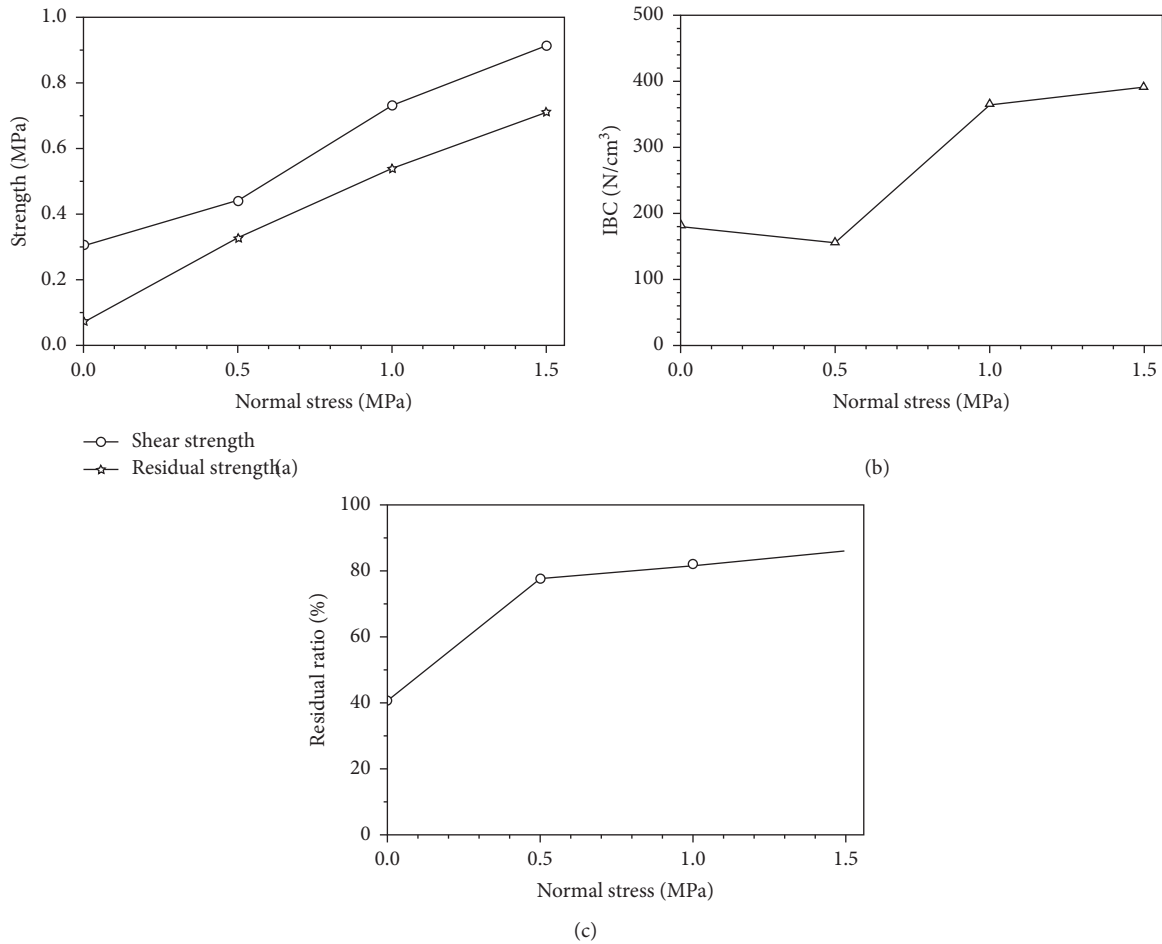 1.0
0.8
0.6
0.4
0.2
0.0
Strength (MPa)
0.0 0.5 1.0 1.5
Normal stress (MPa)
Shear strength
Residual strength(a)
500
400
300
200
100
0
IBC (N/cm³)
0.0 0.5 1.0 1.5
Normal stress (MPa)
(b)
100
80
60
40
20
0
Residual ratio (%)
0.0 0.5 1.0 1.5
Normal stress (MPa)
(c)